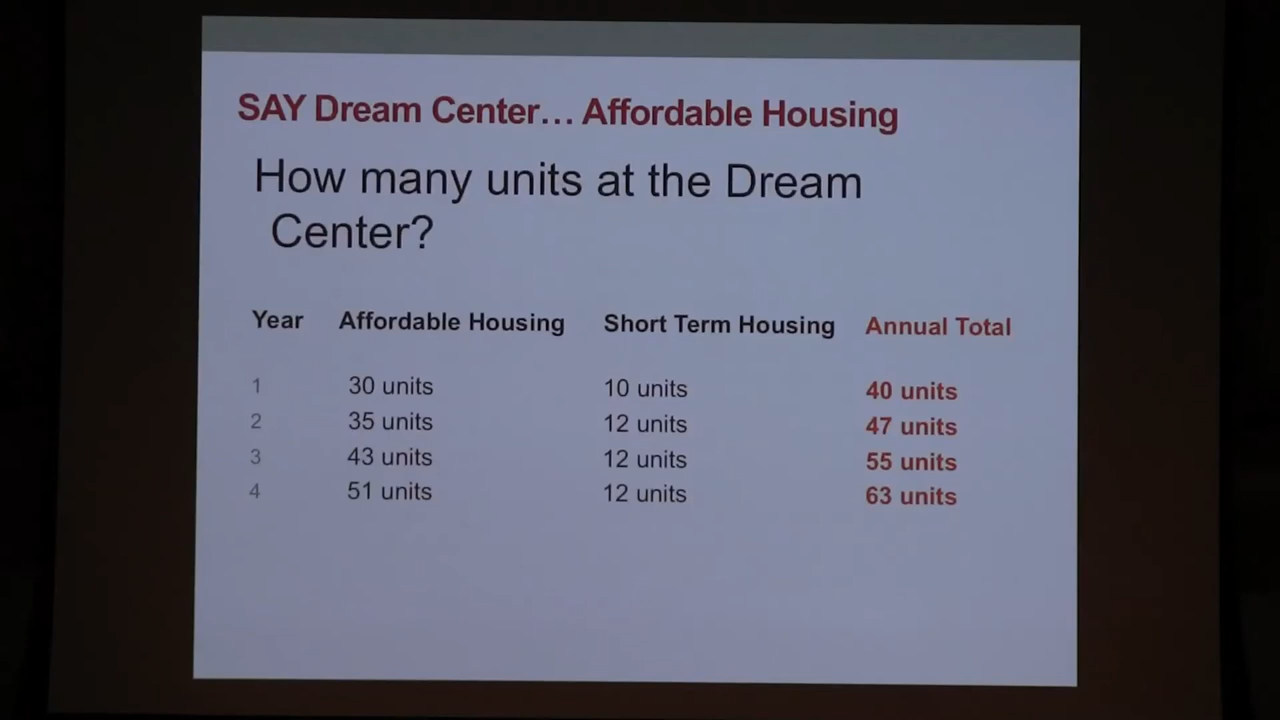 SAY Dream Center… Affordable Housing
How many units at the Dream
Center?
Year Affordable Housing Short Term Housing Annual Total
1 30 units 10 units 40 units
2 35 units 12 units 47 units
3 43 units 12 units 55 units
4 51 units 12 units 63 units